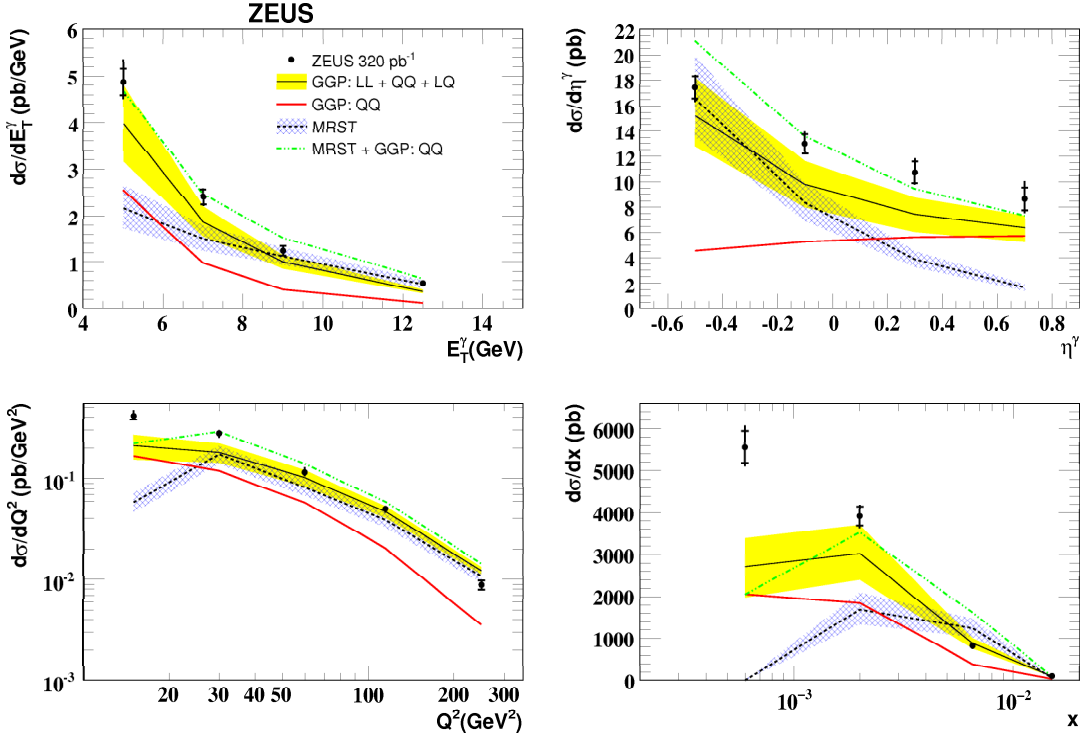 ZEUS
dσ/dE_T^γ (pb/GeV)
6
5
4
3
2
1
0
ZEUS 320 pb⁻¹
GGP: LL + QQ + LQ
GGP: QQ
MRST
MRST + GGP: QQ
4 6 8 10 12 14
E_T^γ(GeV)
dσ/dη^γ (pb)
22
20
18
16
14
12
10
8
6
4
2
0
-0.6 -0.4 -0.2 0 0.2 0.4 0.6 0.8
η^γ
dσ/dQ² (pb/GeV²)
10⁻¹
10⁻²
10⁻³
20 30 40 50 100 200 300
Q²(GeV²)
dσ/dx (pb)
6000
5000
4000
3000
2000
1000
0
10⁻³ 10⁻²
x